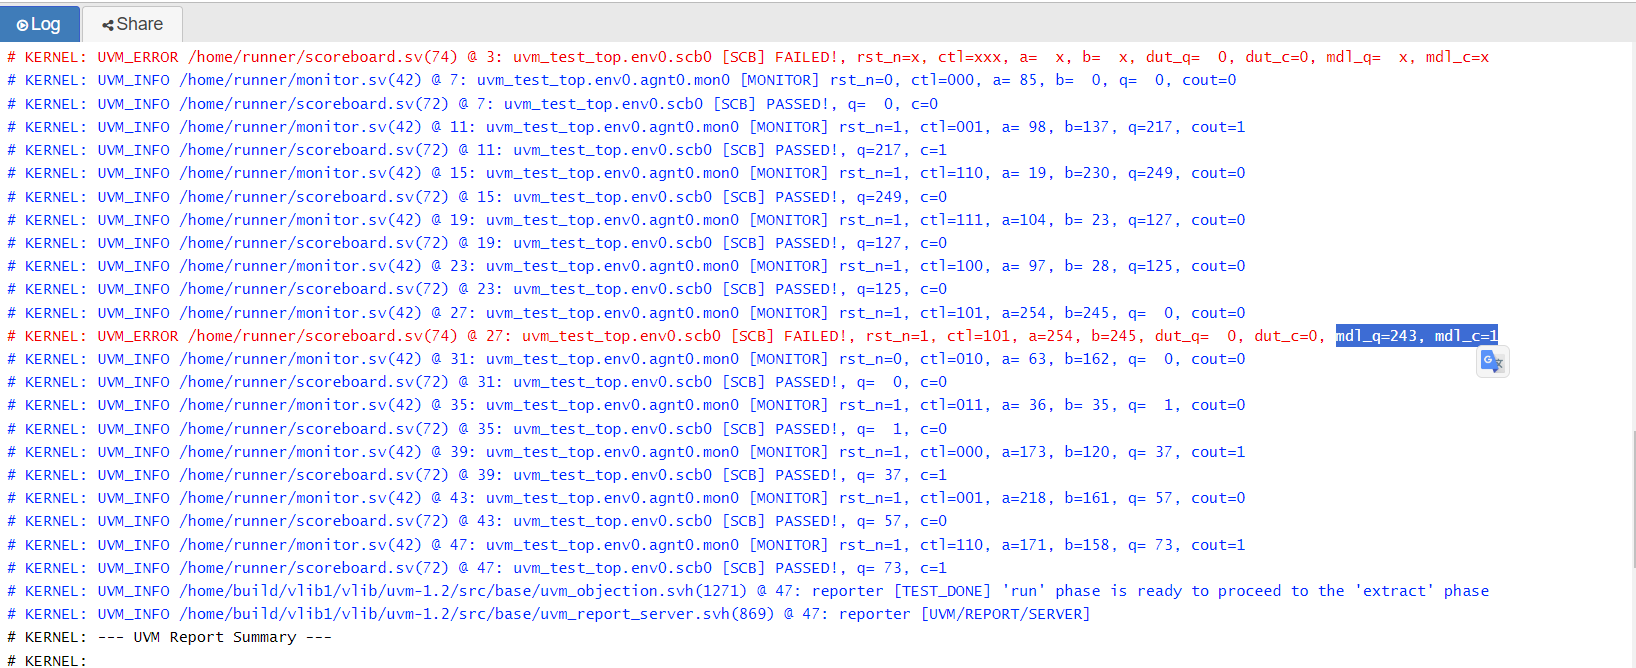 Log
Share
# KERNEL: UVM_ERROR /home/runner/scoreboard.sv(74) @ 3: uvm_test_top.env0.scb0 [SCB] FAILED!, rst_n=x, ctl=xxx, a=  x, b=  x, dut_q=  0, dut_c=0, mdl_q=  x, mdl_c=x
# KERNEL: UVM_INFO /home/runner/monitor.sv(42) @ 7: uvm_test_top.env0.agnt0.mon0 [MONITOR] rst_n=0, ctl=000, a= 85, b=  0, q=  0, cout=0
# KERNEL: UVM_INFO /home/runner/scoreboard.sv(72) @ 7: uvm_test_top.env0.scb0 [SCB] PASSED!, q=  0, c=0
# KERNEL: UVM_INFO /home/runner/monitor.sv(42) @ 11: uvm_test_top.env0.agnt0.mon0 [MONITOR] rst_n=1, ctl=001, a= 98, b=137, q=217, cout=1
# KERNEL: UVM_INFO /home/runner/scoreboard.sv(72) @ 11: uvm_test_top.env0.scb0 [SCB] PASSED!, q=217, c=1
# KERNEL: UVM_INFO /home/runner/monitor.sv(42) @ 15: uvm_test_top.env0.agnt0.mon0 [MONITOR] rst_n=1, ctl=110, a= 19, b=230, q=249, cout=0
# KERNEL: UVM_INFO /home/runner/scoreboard.sv(72) @ 15: uvm_test_top.env0.scb0 [SCB] PASSED!, q=249, c=0
# KERNEL: UVM_INFO /home/runner/monitor.sv(42) @ 19: uvm_test_top.env0.agnt0.mon0 [MONITOR] rst_n=1, ctl=111, a=104, b= 23, q=127, cout=0
# KERNEL: UVM_INFO /home/runner/scoreboard.sv(72) @ 19: uvm_test_top.env0.scb0 [SCB] PASSED!, q=127, c=0
# KERNEL: UVM_INFO /home/runner/monitor.sv(42) @ 23: uvm_test_top.env0.agnt0.mon0 [MONITOR] rst_n=1, ctl=100, a= 97, b= 28, q=125, cout=0
# KERNEL: UVM_INFO /home/runner/scoreboard.sv(72) @ 23: uvm_test_top.env0.scb0 [SCB] PASSED!, q=125, c=0
# KERNEL: UVM_INFO /home/runner/monitor.sv(42) @ 27: uvm_test_top.env0.agnt0.mon0 [MONITOR] rst_n=1, ctl=101, a=254, b=245, q=  0, cout=0
# KERNEL: UVM_ERROR /home/runner/scoreboard.sv(74) @ 27: uvm_test_top.env0.scb0 [SCB] FAILED!, rst_n=1, ctl=101, a=254, b=245, dut_q=  0, dut_c=0, mdl_q=243, mdl_c=1
# KERNEL: UVM_INFO /home/runner/monitor.sv(42) @ 31: uvm_test_top.env0.agnt0.mon0 [MONITOR] rst_n=0, ctl=010, a= 63, b=162, q=  0, cout=0
# KERNEL: UVM_INFO /home/runner/scoreboard.sv(72) @ 31: uvm_test_top.env0.scb0 [SCB] PASSED!, q=  0, c=0
# KERNEL: UVM_INFO /home/runner/monitor.sv(42) @ 35: uvm_test_top.env0.agnt0.mon0 [MONITOR] rst_n=1, ctl=011, a= 36, b= 35, q=  1, cout=0
# KERNEL: UVM_INFO /home/runner/scoreboard.sv(72) @ 35: uvm_test_top.env0.scb0 [SCB] PASSED!, q=  1, c=0
# KERNEL: UVM_INFO /home/runner/monitor.sv(42) @ 39: uvm_test_top.env0.agnt0.mon0 [MONITOR] rst_n=1, ctl=000, a=173, b=120, q= 37, cout=1
# KERNEL: UVM_INFO /home/runner/scoreboard.sv(72) @ 39: uvm_test_top.env0.scb0 [SCB] PASSED!, q= 37, c=1
# KERNEL: UVM_INFO /home/runner/monitor.sv(42) @ 43: uvm_test_top.env0.agnt0.mon0 [MONITOR] rst_n=1, ctl=001, a=218, b=161, q= 57, cout=0
# KERNEL: UVM_INFO /home/runner/scoreboard.sv(72) @ 43: uvm_test_top.env0.scb0 [SCB] PASSED!, q= 57, c=0
# KERNEL: UVM_INFO /home/runner/monitor.sv(42) @ 47: uvm_test_top.env0.agnt0.mon0 [MONITOR] rst_n=1, ctl=110, a=171, b=158, q= 73, cout=1
# KERNEL: UVM_INFO /home/runner/scoreboard.sv(72) @ 47: uvm_test_top.env0.scb0 [SCB] PASSED!, q= 73, c=1
# KERNEL: UVM_INFO /home/build/vlib1/vlib/uvm-1.2/src/base/uvm_objection.svh(1271) @ 47: reporter [TEST_DONE] 'run' phase is ready to proceed to the 'extract' phase
# KERNEL: UVM_INFO /home/build/vlib1/vlib/uvm-1.2/src/base/uvm_report_server.svh(869) @ 47: reporter [UVM/REPORT/SERVER]
# KERNEL: --- UVM Report Summary ---
# KERNEL: